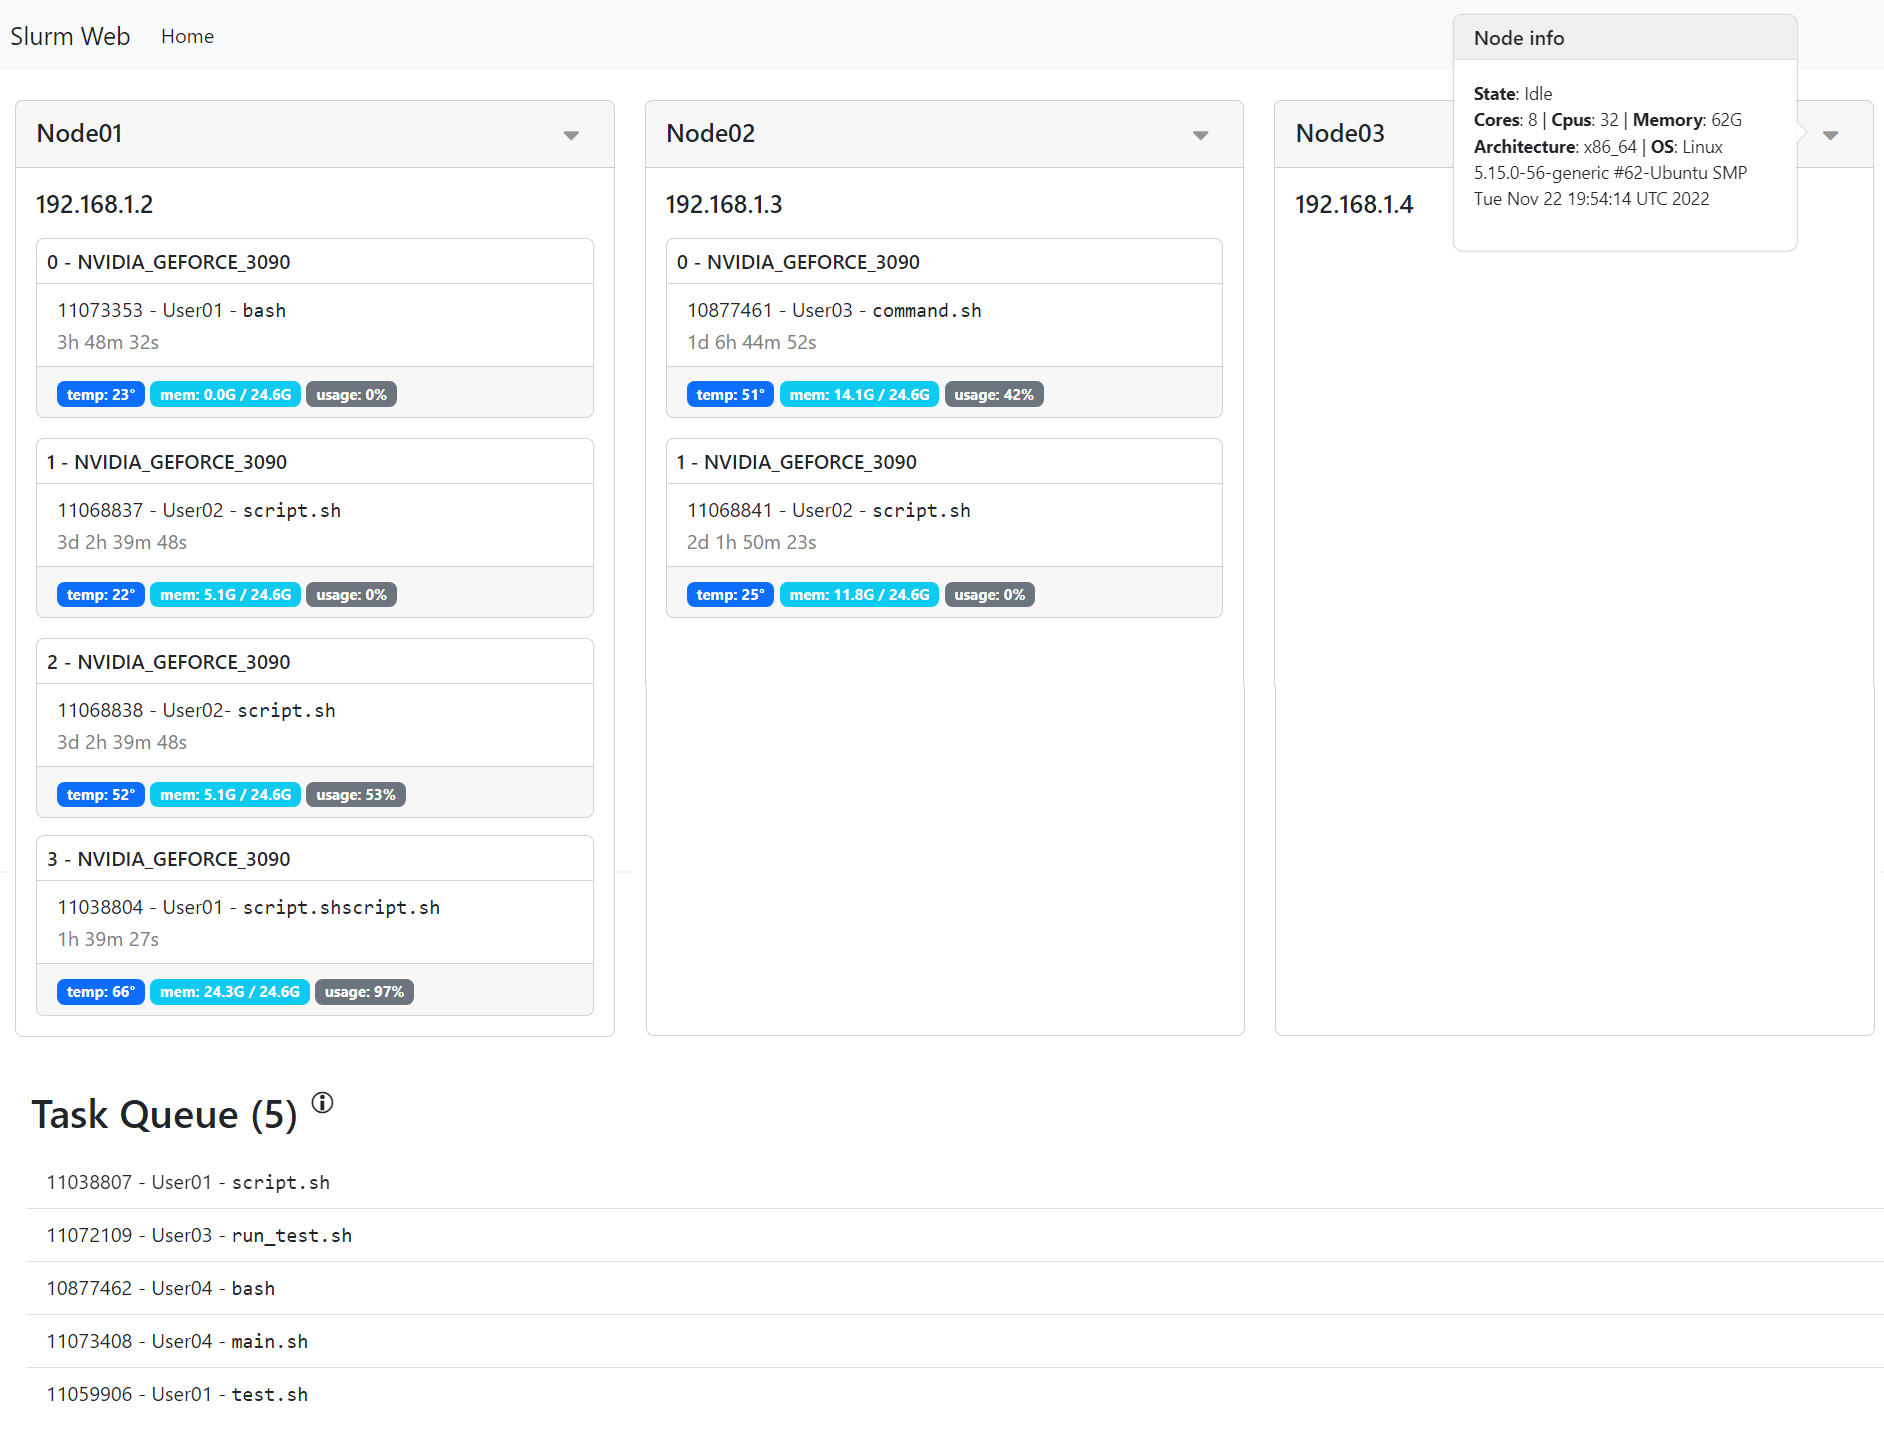 Slurm Web Home
Node info
State: Idle
Cores: 8 | Cpus: 32 | Memory: 62G
Architecture: x86_64 | OS: Linux
5.15.0-56-generic #62-Ubuntu SMP
Tue Nov 22 19:54:14 UTC 2022
Node01
192.168.1.2
0 - NVIDIA_GEFORCE_3090
11073353 - User01 - bash
3h 48m 32s
temp: 23° mem: 0.0G / 24.6G usage: 0%
1 - NVIDIA_GEFORCE_3090
11068837 - User02 - script.sh
3d 2h 39m 48s
temp: 22° mem: 5.1G / 24.6G usage: 0%
2 - NVIDIA_GEFORCE_3090
11068838 - User02- script.sh
3d 2h 39m 48s
temp: 52° mem: 5.1G / 24.6G usage: 53%
3 - NVIDIA_GEFORCE_3090
11038804 - User01 - script.shscript.sh
1h 39m 27s
temp: 66° mem: 24.3G / 24.6G usage: 97%
Node02
192.168.1.3
0 - NVIDIA_GEFORCE_3090
10877461 - User03 - command.sh
1d 6h 44m 52s
temp: 51° mem: 14.1G / 24.6G usage: 42%
1 - NVIDIA_GEFORCE_3090
11068841 - User02 - script.sh
2d 1h 50m 23s
temp: 25° mem: 11.8G / 24.6G usage: 0%
Node03
192.168.1.4
Task Queue (5)
11038807 - User01 - script.sh
11072109 - User03 - run_test.sh
10877462 - User04 - bash
11073408 - User04 - main.sh
11059906 - User01 - test.sh